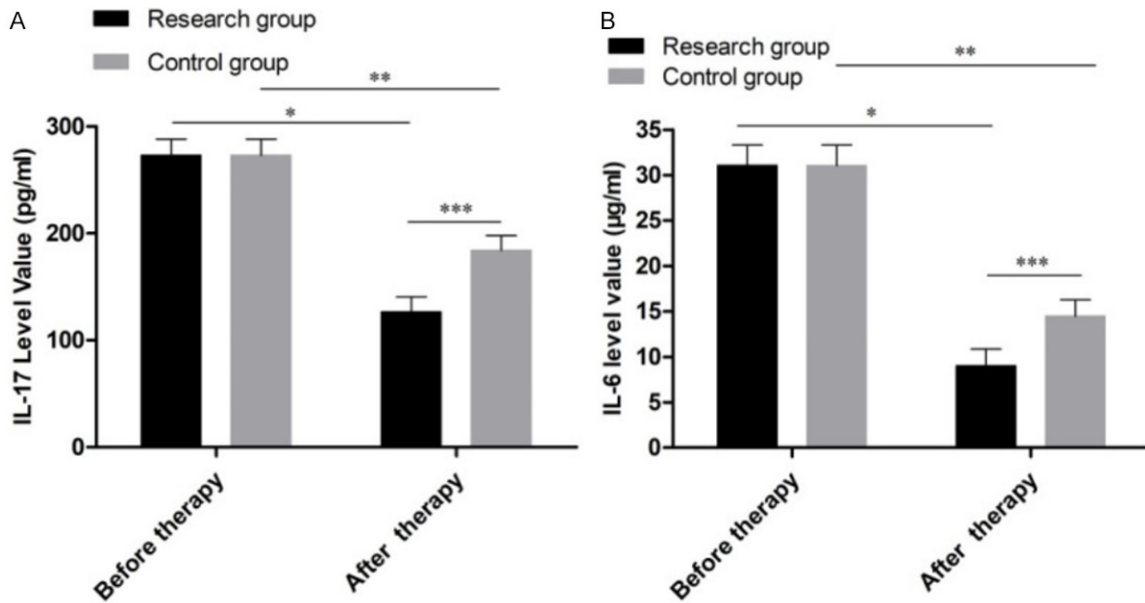 A
Research group
Control group
**
*
***
IL-17 Level Value (pg/ml)
300
200
100
0
Before therapy
After therapy
B
Research group
Control group
**
*
***
IL-6 level value (µg/ml)
35
30
25
20
15
10
5
0
Before therapy
After therapy